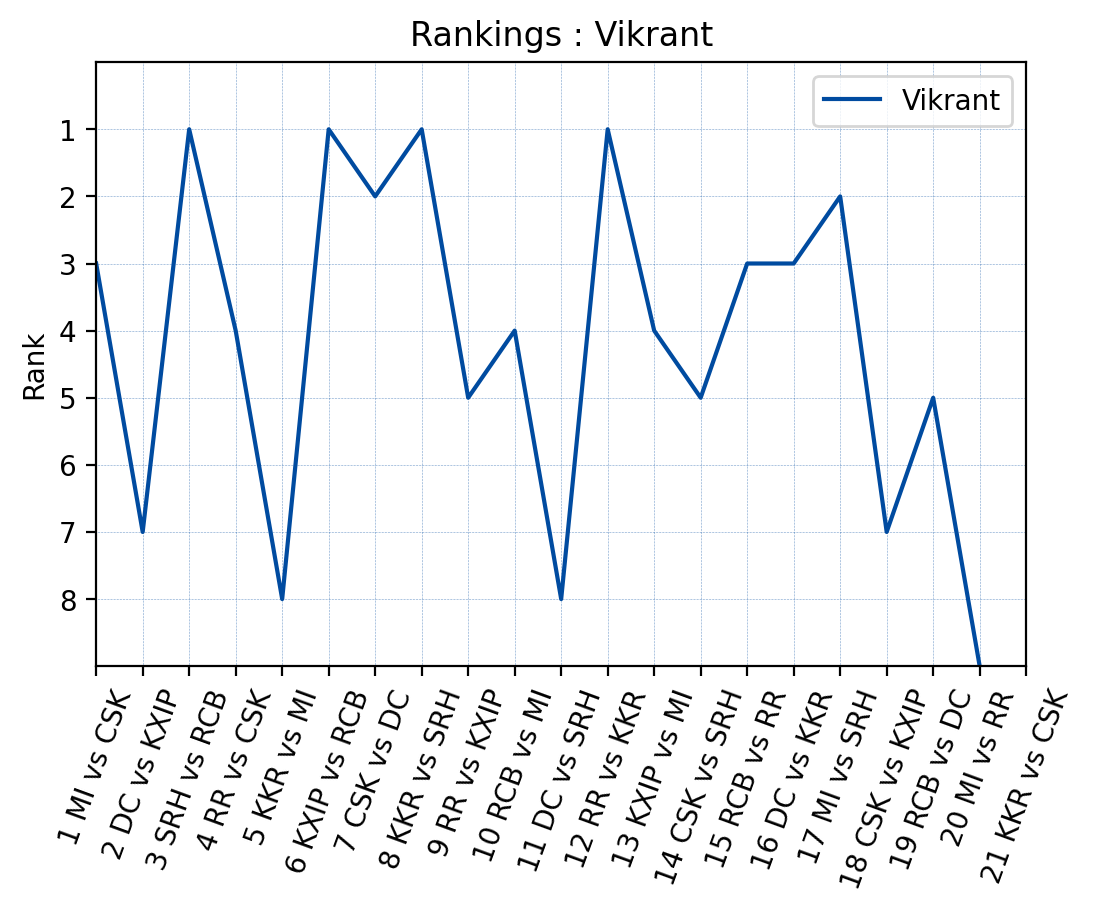 Rankings : Vikrant
Vikrant
Rank
1
2
3
4
5
6
7
8
1 MI vs CSK
2 DC vs KXIP
3 SRH vs RCB
4 RR vs CSK
5 KKR vs MI
6 KXIP vs RCB
7 CSK vs DC
8 KKR vs SRH
9 RR vs KXIP
10 RCB vs MI
11 DC vs SRH
12 RR vs KKR
13 KXIP vs MI
14 CSK vs SRH
15 RCB vs RR
16 DC vs KKR
17 MI vs SRH
18 CSK vs KXIP
19 RCB vs DC
20 MI vs RR
21 KKR vs CSK